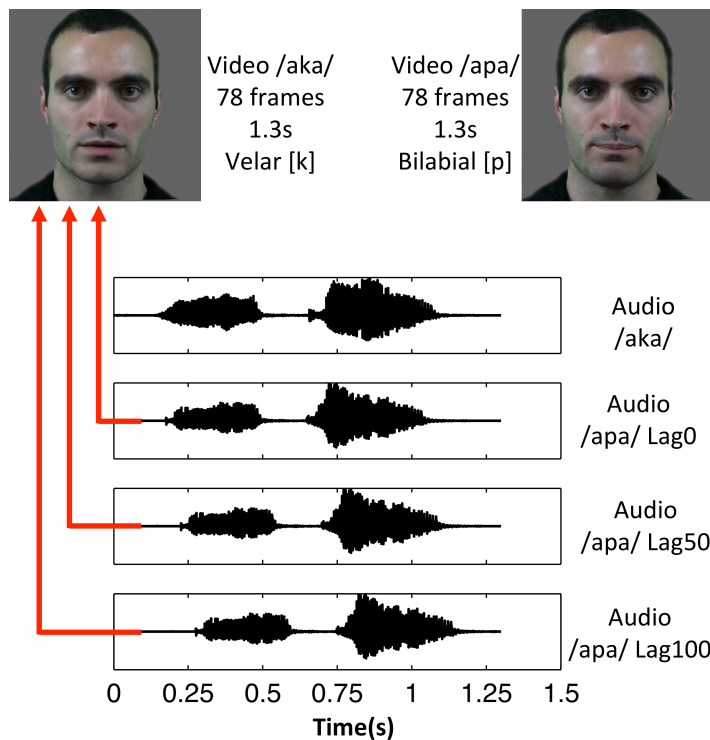 Video /aka/
78 frames
1.3s
Velar [k]
Video /apa/
78 frames
1.3s
Bilabial [p]
Audio
/aka/
Audio
/apa/ Lag0
Audio
/apa/ Lag50
Audio
/apa/ Lag100
0 0.25 0.5 0.75 1 1.25 1.5
Time(s)